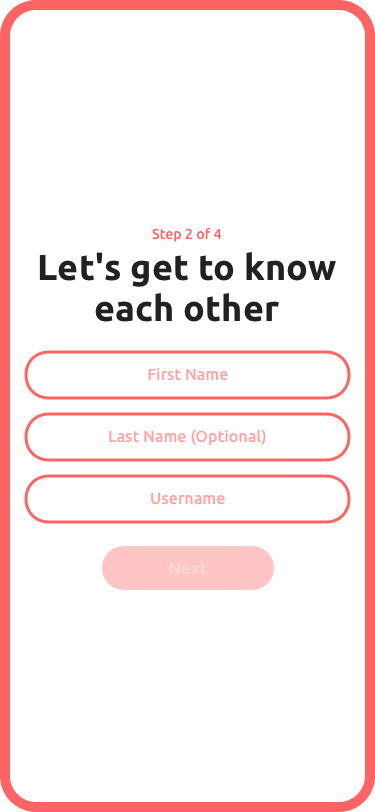 Step 2 of 4
Let's get to know
each other
First Name
Last Name (Optional)
Username
Next